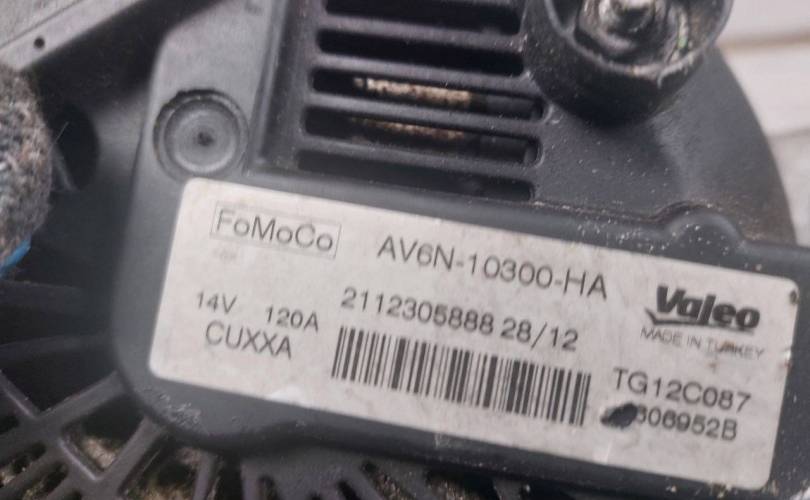 FoMoCo AV6N-10300-HA
Valeo
MADE IN TURKEY
14V 120A 2112305888 28/12
CUXXA
TG12C087